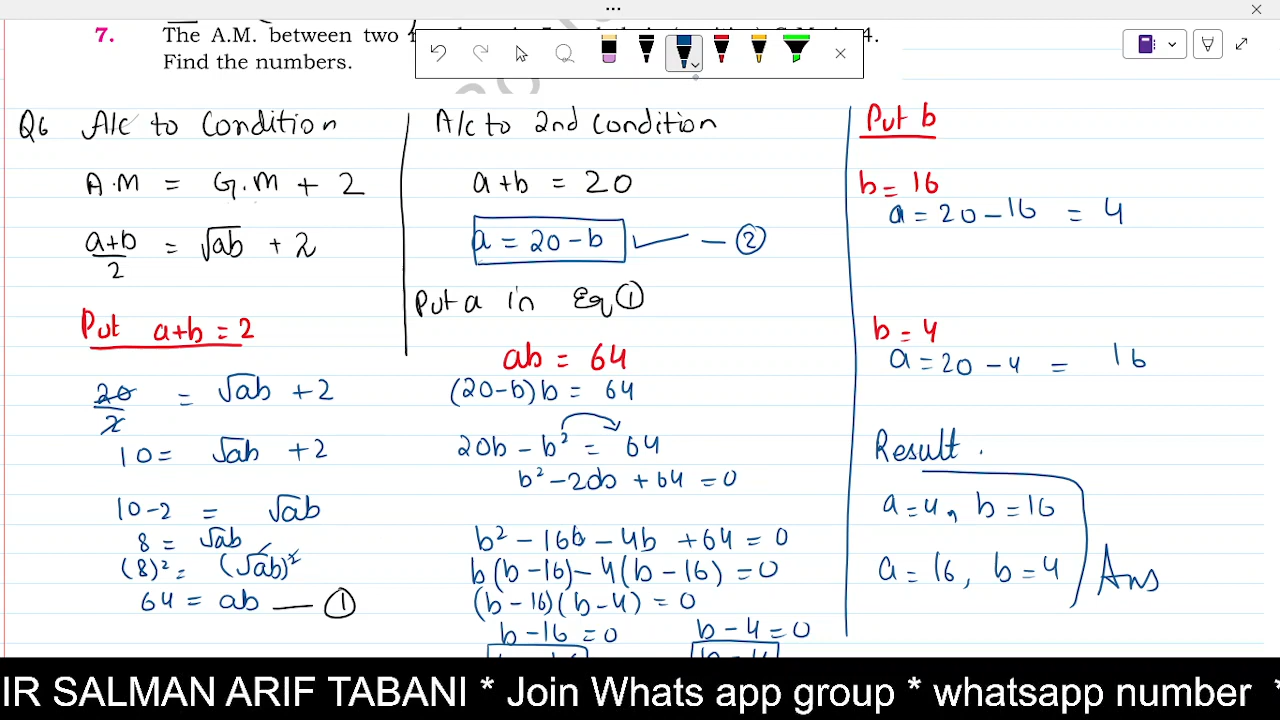 7. The A.M. between two
4.
Find the numbers.
Q6 A/c to Condition
A.M = G.M + 2
a+b/2 = √ab + 2
Put a+b = 2
20/2 = √ab + 2
10 = √ab + 2
10-2 = √ab
8 = √ab
(8)² = (√ab)²
64 = ab — ①
A/c to 2nd Condition
a+b = 20
a = 20-b — ②
Put a in Eq ①
ab = 64
(20-b)b = 64
20b - b² = 64
b² - 20b + 64 = 0
b² - 16b - 4b + 64 = 0
b(b-16) - 4(b-16) = 0
(b-16)(b-4) = 0
b-16 = 0 b-4 = 0
Put b
b = 16
a = 20-16 = 4
b = 4
a = 20-4 = 16
Result
a=4, b=16
a=16, b=4
Ans
IR SALMAN ARIF TABANI * Join Whats app group * whatsapp number *